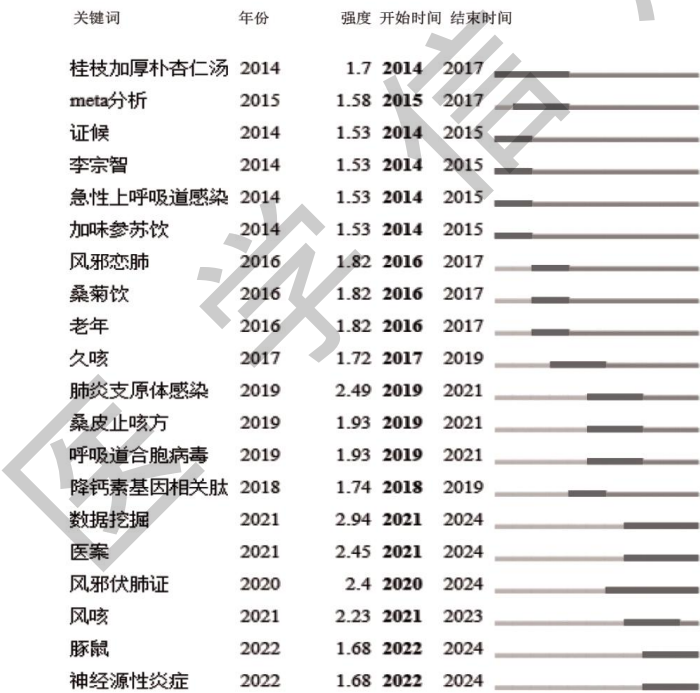 关键词 年份 强度 开始时间 结束时间
桂枝加厚朴杏仁汤 2014 1.7 2014 2017
meta分析 2015 1.58 2015 2017
证候 2014 1.53 2014 2015
李宗智 2014 1.53 2014 2015
急性上呼吸道感染 2014 1.53 2014 2015
加味参苏饮 2014 1.53 2014 2015
风邪恋肺 2016 1.82 2016 2017
桑菊饮 2016 1.82 2016 2017
老年 2016 1.82 2016 2017
久咳 2017 1.72 2017 2019
肺炎支原体感染 2019 2.49 2019 2021
桑皮止咳方 2019 1.93 2019 2021
呼吸道合胞病毒 2019 1.93 2019 2021
降钙素基因相关肽 2018 1.74 2018 2019
数据挖掘 2021 2.94 2021 2024
医案 2021 2.45 2021 2024
风邪伏肺证 2020 2.4 2020 2024
风咳 2021 2.23 2021 2023
豚鼠 2022 1.68 2022 2024
神经源性炎症 2022 1.68 2022 2024
医学信